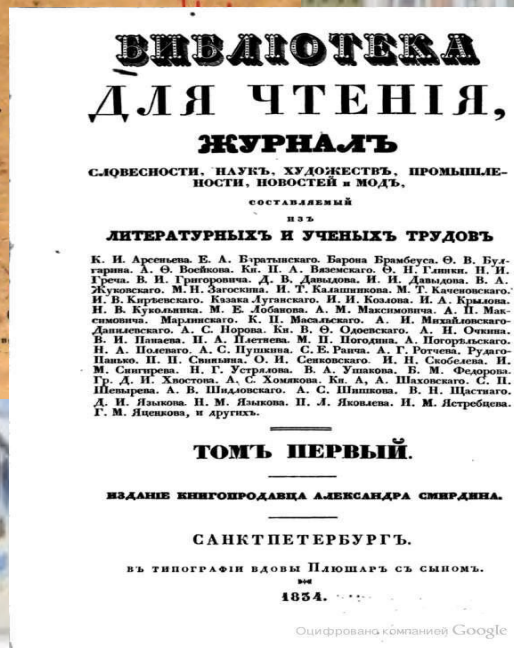 БИБЛІОТЕКА
ДЛЯ ЧТЕНІЯ,
ЖУРНАЛЪ
СЛОВЕСНОСТИ, НАУКЪ, ХУДОЖЕСТВЪ, ПРОМЫШЛЕ-
НОСТИ, НОВОСТЕЙ и МОДЪ,
СОСТАВЛЯЕМЫЙ
ИЗЪ
ЛИТЕРАТУРНЫХЪ И УЧЕНЫХЪ ТРУДОВЪ
К. И. Арсеньева. Е. А. Баратынскаго. Барона Брамбеуса. Ѳ. В. Бул-
гарина. А. Ѳ. Воейкова. Кн. П. А. Вяземскаго. Ѳ. Н. Глинки. Н. И.
Греча. В. И. Григоровича. Д. В. Давыдова. И. И. Давыдова. В. А.
Жуковскаго. М. Н. Загоскина. И. Т. Калашникова. М. Т. Каченовскаго.
И. В. Кирѣевскаго. Казака Луганскаго. И. И. Козлова. И. А. Крылова.
Н. В. Кукольника. М. Е. Лобанова. А. М. Максимовича. А. П. Мак-
симовича. Марлинскаго. К. П. Масальскаго. А. И. Михайловскаго-
Данилевскаго. А. С. Норова. Кн. В. Ѳ. Одоевскаго. А. Н. Очкина.
В. И. Панаева. П. А. Плетнева. М. П. Погодина. А. Погорѣльскаго.
Н. А. Полеваго. А. С. Пушкина. С. Е. Раича. А. Г. Ротчева. Рудаго-
Панько. П. П. Свиньина. О. И. Сенковскаго. И. Н. Скобелева. И.
М. Снигирева. Н. Г. Устрялова. В. А. Ушакова. Б. М. Федорова.
Гр. Д. И. Хвостова. А. С. Хомякова. Кн. А. А. Шаховскаго. С. П.
Шевырева. А. В. Шидловскаго. А. С. Шишкова. В. Н. Щастнаго.
Д. И. Языкова. Н. М. Языкова. П. Л. Яковлева. И. М. Ястребцева.
Г. М. Яценкова, и другихъ.
ТОМЪ ПЕРВЫЙ.
ИЗДАНІЕ КНИГОПРОДАВЦА АЛЕКСАНДРА СМИРДИНА.
САНКТПЕТЕРБУРГЪ.
ВЪ ТИПОГРАФІИ ВДОВЫ ПЛЮШАРЪ СЪ СЫНОМЪ.
1834.
Оцифровано компанией Google